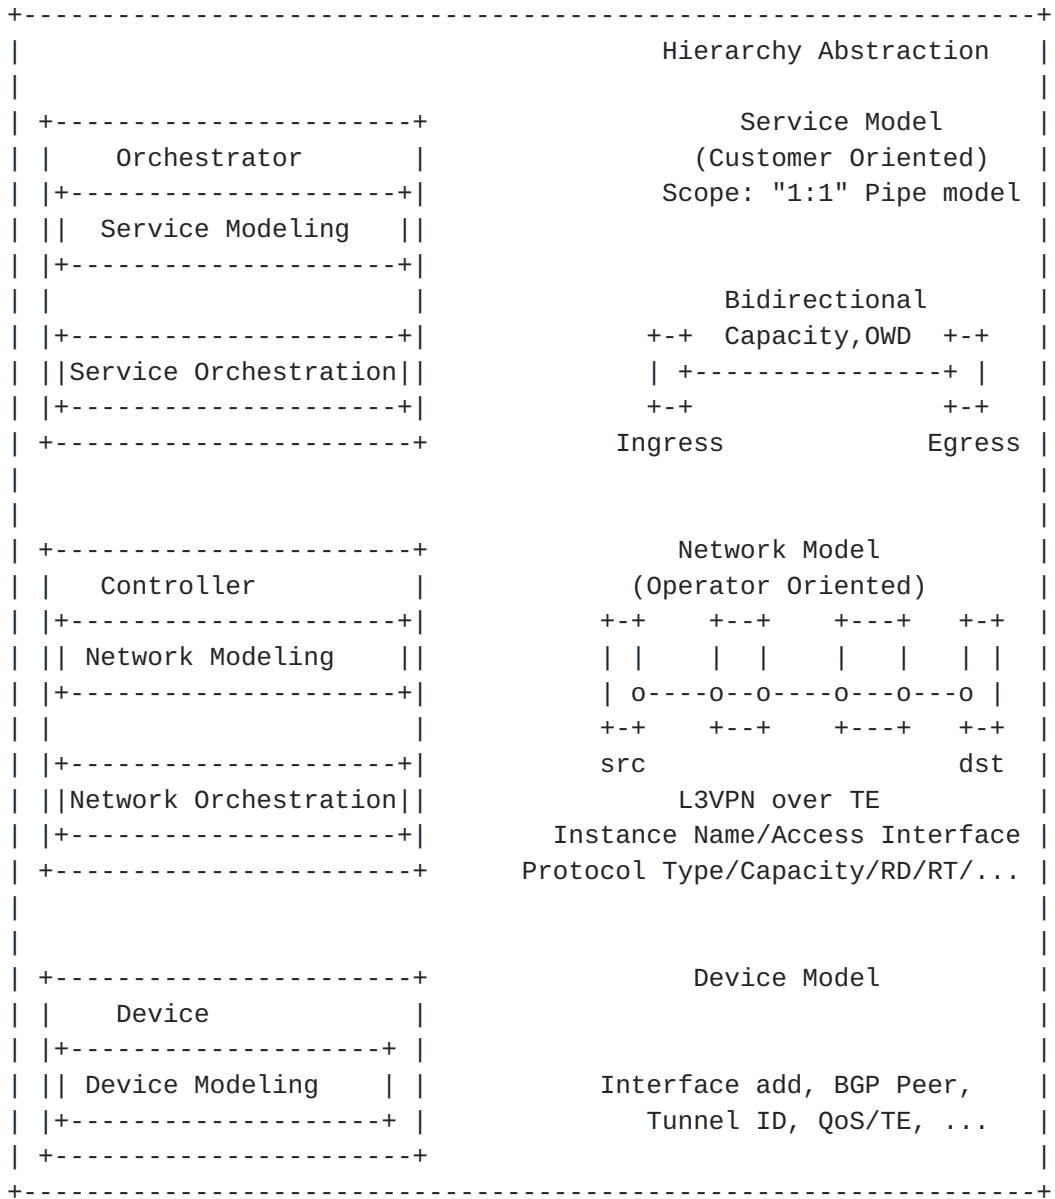 +-----------------------------------------------------------------+
|                                         Hierarchy Abstraction   |
|                                                                 |
| +-----------------------+                    Service Model      |
| |    Orchestrator       |                 (Customer Oriented)   |
| |+---------------------+|               Scope: "1:1" Pipe model |
| ||  Service Modeling   ||                                       |
| |+---------------------+|                                       |
| |                       |                   Bidirectional       |
| |+---------------------+|              +-+  Capacity,OWD  +-+   |
| ||Service Orchestration||              | +----------------+ |   |
| |+---------------------+|              +-+                +-+   |
| +-----------------------+            Ingress             Egress |
|                                                                 |
|                                                                 |
| +-----------------------+                Network Model          |
| |   Controller          |             (Operator Oriented)       |
| |+---------------------+|           +-+    +--+    +---+   +-+  |
| || Network Modeling    ||           | |    |  |    |   |   | |  |
| |+---------------------+|           | o----o--o----o---o---o |  |
| |                       |           +-+    +--+    +---+   +-+  |
| |+---------------------+|           src                    dst  |
| ||Network Orchestration||                L3VPN over TE          |
| |+---------------------+|        Instance Name/Access Interface |
| +-----------------------+      Protocol Type/Capacity/RD/RT/... |
|                                                                 |
|                                                                 |
| +-----------------------+                 Device Model          |
| |    Device             |                                       |
| |+--------------------+ |                                       |
| || Device Modeling    | |           Interface add, BGP Peer,    |
| |+--------------------+ |              Tunnel ID, QoS/TE, ...   |
| +-----------------------+                                       |
+-----------------------------------------------------------------+